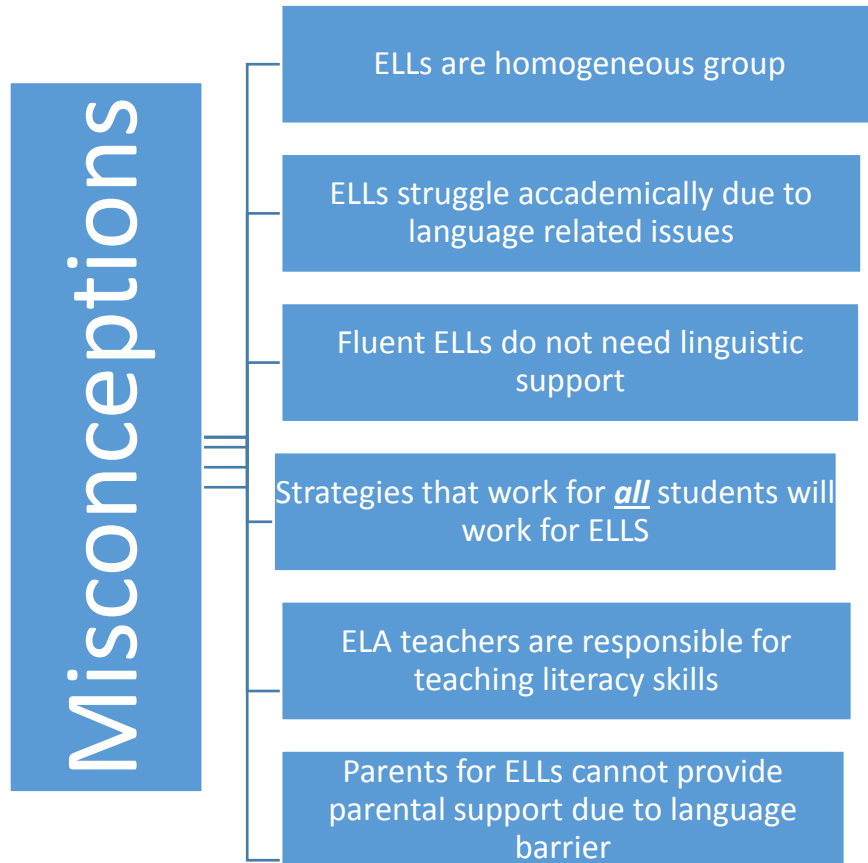 Misconceptions
ELLs are homogeneous group
ELLs struggle accademically due to
language related issues
Fluent ELLs do not need linguistic
support
Strategies that work for all students will
work for ELLS
ELA teachers are responsible for
teaching literacy skills
Parents for ELLs cannot provide
parental support due to language
barrier